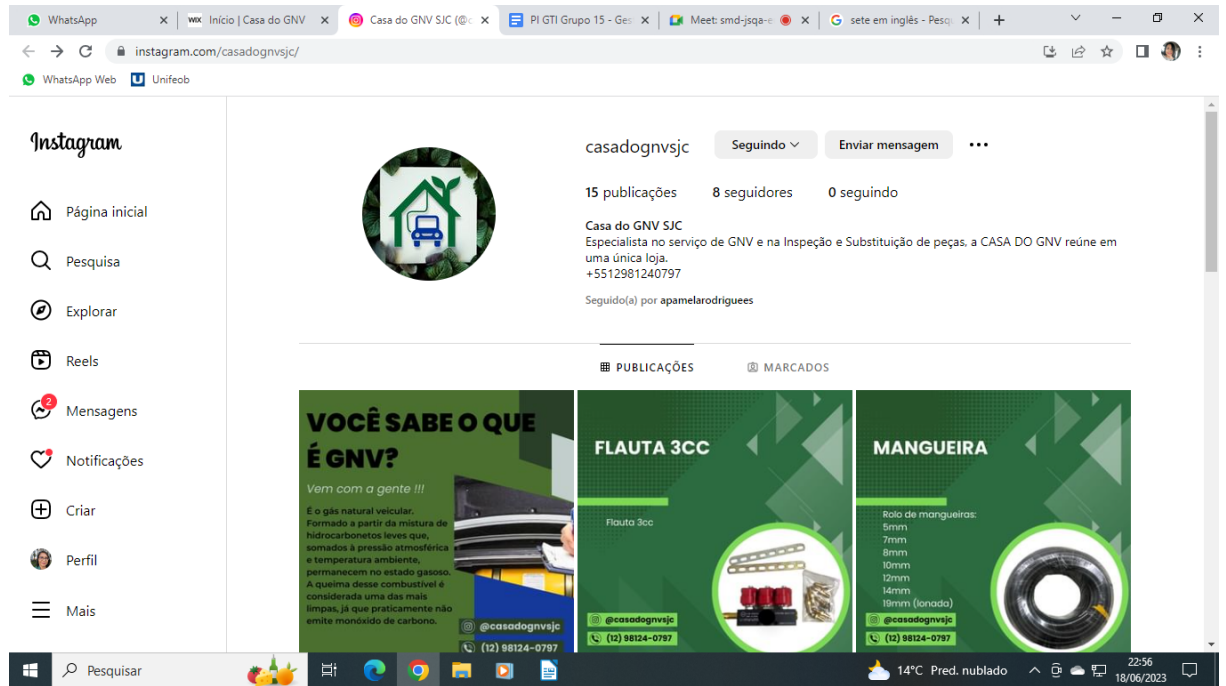 WhatsApp
WIX Início | Casa do GNV
Casa do GNV SJC (@c
PI GTI Grupo 15 - Ges
Meet: smd-jsqa-e
G sete em inglês - Pesqu
instagram.com/casadognvsjc/
WhatsApp Web
U Unifeob
Instagram
Página inicial
Pesquisa
Explorar
Reels
2
Mensagens
Notificações
Criar
Perfil
Mais
casadognvsjc
Seguindo
Enviar mensagem
15 publicações 8 seguidores 0 seguindo
Casa do GNV SJC
Especialista no serviço de GNV e na Inspeção e Substituição de peças, a CASA DO GNV reúne em
uma única loja.
+5512981240797
Seguido(a) por apamelarodriguees
PUBLICAÇÕES
MARCADOS
VOCÊ SABE O QUE
É GNV?
Vem com a gente !!!
É o gás natural veicular.
Formado a partir da mistura de
hidrocarbonetos leves que,
somados à pressão atmosférica
e temperatura ambiente,
permanecem no estado gasoso.
A queima desse combustível é
considerada uma das mais
limpas, já que praticamente não
emite monóxido de carbono.
@casadognvsjc
(12) 98124-0797
FLAUTA 3CC
Flauta 3cc
@casadognvsjc
(12) 98124-0797
MANGUEIRA
Rolo de mangueiras:
5mm
7mm
8mm
10mm
12mm
14mm
19mm (lonada)
@casadognvsjc
(12) 98124-0797
Pesquisar
14°C Pred. nublado
22:56
18/06/2023